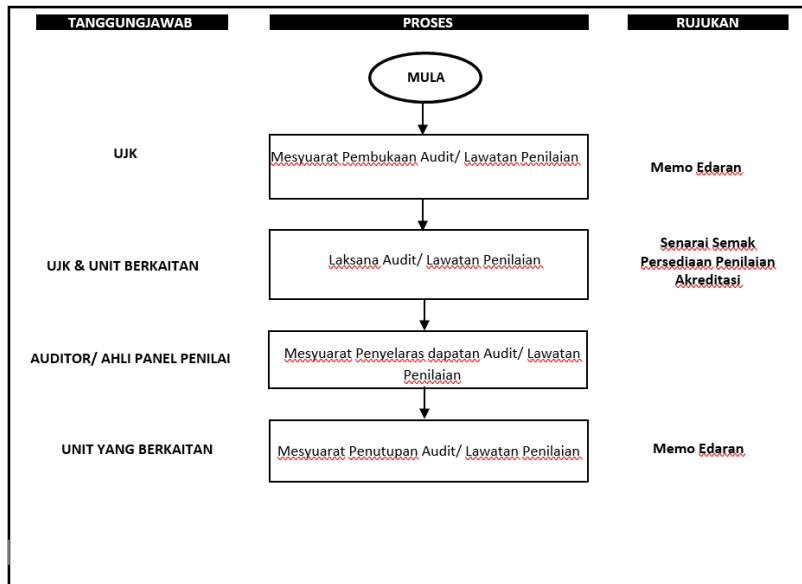 TANGGUNGJAWAB PROSES RUJUKAN
MULA
UJK
Mesyuarat Pembukaan Audit/ Lawatan Penilaian
Memo Edaran
UJK & UNIT BERKAITAN
Laksana Audit/ Lawatan Penilaian
Senarai Semak
Persediaan Penilaian
Akreditasi
AUDITOR/ AHLI PANEL PENILAI
Mesyuarat Penyelaras dapatan Audit/ Lawatan
Penilaian
UNIT YANG BERKAITAN
Mesyuarat Penutupan Audit/ Lawatan Penilaian
Memo Edaran